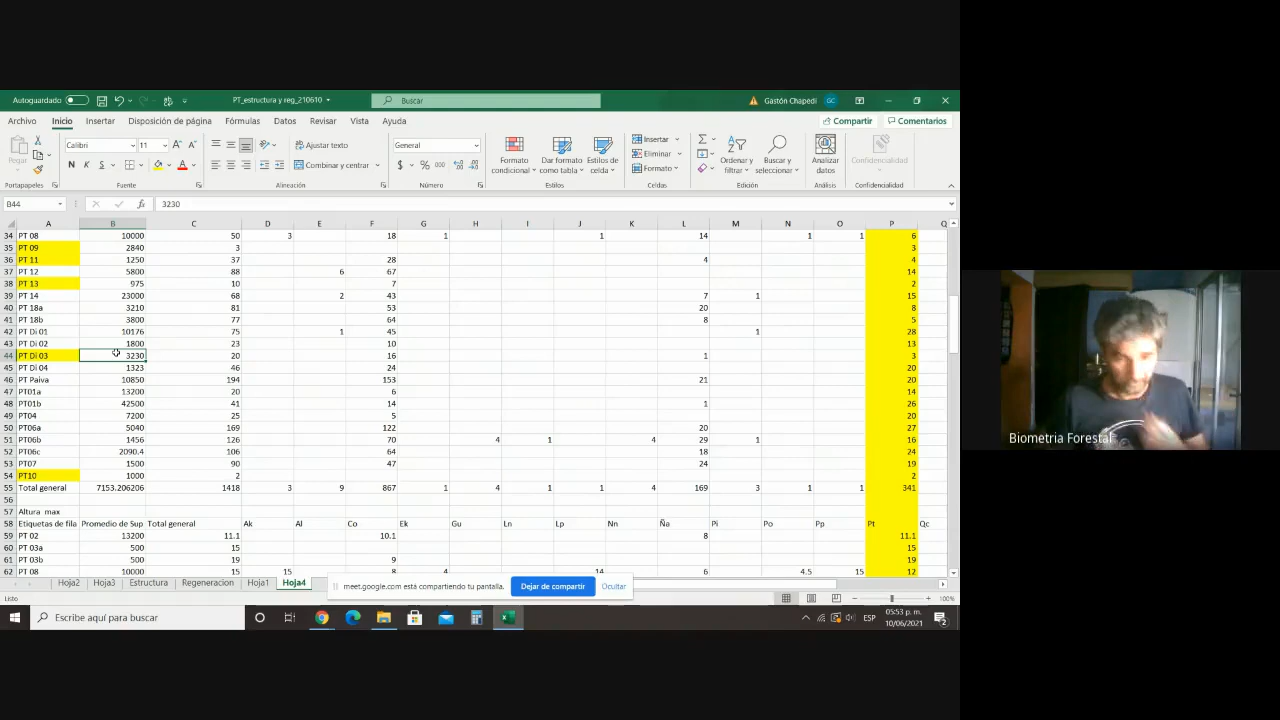 Autoguardado PT_estructura y reg_210610 Buscar Gastón Chapedi GC
Archivo Inicio Insertar Disposición de página Fórmulas Datos Revisar Vista Ayuda Compartir Comentarios
Pegar Calibri 11 A A Ajustar texto General Formato condicional Dar formato como tabla Estilos de celda Insertar Eliminar Formato Ordenar y filtrar Buscar y seleccionar Analizar datos Confidencialidad
N K S A Combinar y centrar $ % 000
Portapapeles Fuente Alineación Número Estilos Celdas Edición Análisis Confidencialidad
B44 fx 3230
A B C D E F G H I J K L M N O P Q
34 PT 08 10000 50 3 18 1 1 14 1 1 6
35 PT 09 2840 3 3
36 PT 11 1250 37 28 4 4
37 PT 12 5800 88 6 67 14
38 PT 13 975 10 7 2
39 PT 14 23000 68 2 43 7 1 15
40 PT 18a 3210 81 53 20 8
41 PT 18b 3800 77 64 8 5
42 PT Di 01 10176 75 1 45 1 28
43 PT Di 02 1800 23 10 13
44 PT Di 03 3230 20 16 1 3
45 PT Di 04 1323 46 24 20
46 PT Paiva 10850 194 153 21 20
47 PT01a 13200 20 6 14
48 PT01b 42500 41 14 1 26
49 PT04 7200 25 5 20
50 PT06a 5040 169 122 20 27
51 PT06b 1456 126 70 4 1 4 29 1 16
52 PT06c 2090.4 106 64 18 24
53 PT07 1500 90 47 24 19
54 PT10 1000 2 2
55 Total general 7153.206206 1418 3 9 867 1 4 1 1 4 169 3 1 1 341
56
57 Altura max
58 Etiquetas de fila Promedio de Sup Total general Ak Al Co Ek Gu Ln Lp Nn Ña Pi Po Pp Pt Qc
59 PT 02 13200 11.1 10.1 8 11.1
60 PT 03a 500 15 15
61 PT 03b 500 19 9 19
62 PT 08 10000 15 15 8 4 14 6 4.5 15 12
Hoja2 Hoja3 Estructura Regeneracion Hoja1 Hoja4
meet.google.com está compartiendo tu pantalla. Dejar de compartir Ocultar
Listo 100%
Escribe aquí para buscar ESP 05:53 p. m. 10/06/2021 2
Biometria Forestal